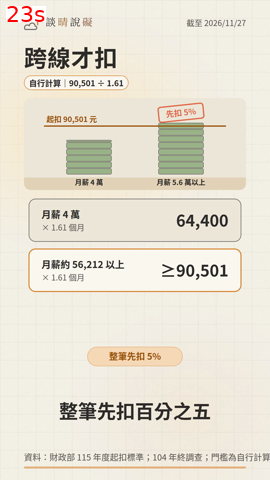 23s
談晴說礙
截至 2026/11/27
跨線才扣
自行計算｜90,501 ÷ 1.61
起扣 90,501 元
先扣 5%
月薪 4 萬
月薪 5.6 萬以上
月薪 4 萬
× 1.61 個月
64,400
月薪約 56,212 以上
× 1.61 個月
≥90,501
整筆先扣 5%
整筆先扣百分之五
資料：財政部 115 年度起扣標準；104 年終調查；門檻為自行計算